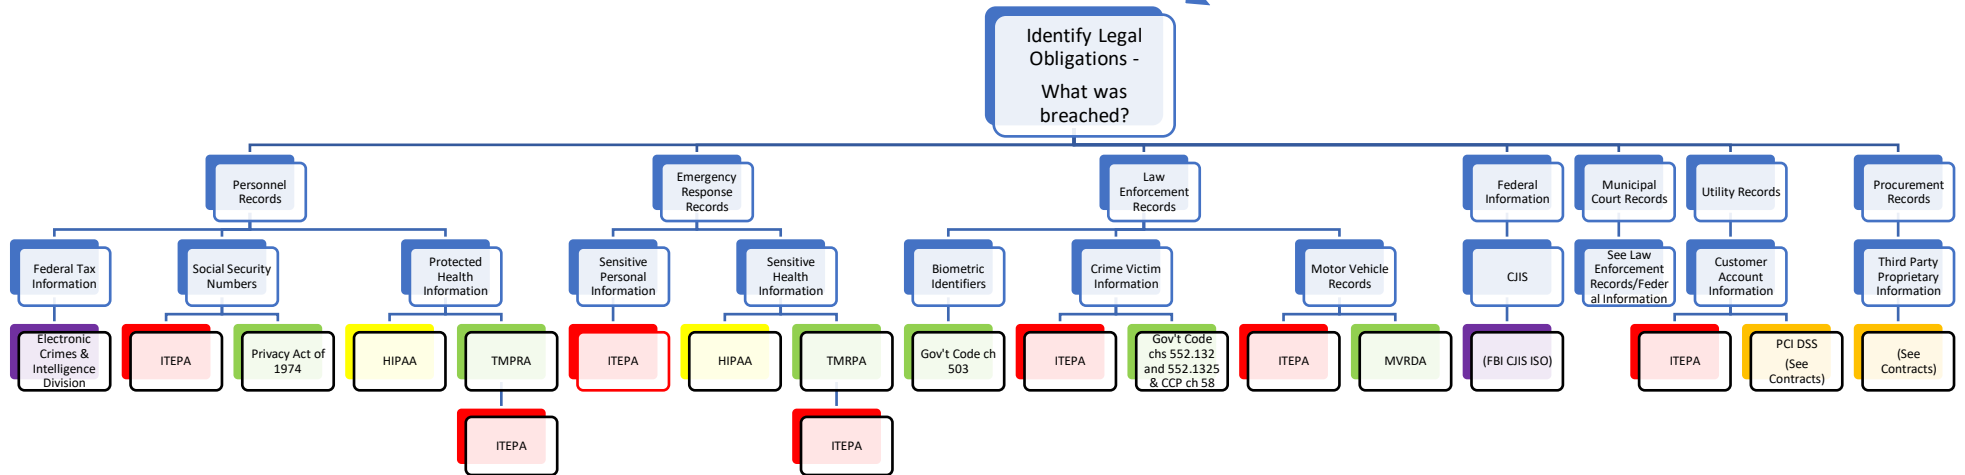 Identify Legal
Obligations -
What was
breached?
Personnel
Records
Emergency
Response
Records
Law
Enforcement
Records
Federal
Information
Municipal
Court Records
Utility Records
Procurement
Records
Federal Tax
Information
Social Security
Numbers
Protected
Health
Information
Sensitive
Personal
Information
Sensitive
Health
Information
Biometric
Identifiers
Crime Victim
Information
Motor Vehicle
Records
CJIS
See Law
Enforcement
Records/Feder
al Information
Customer
Account
Information
Third Party
Proprietary
Information
Electronic
Crimes &
Intelligence
Division
ITEPA
Privacy Act of
1974
HIPAA
TMPRA
ITEPA
HIPAA
TMRPA
Gov't Code ch
503
ITEPA
Gov't Code
chs 552.132
and 552.1325
& CCP ch 58
ITEPA
MVRDA
(FBI CJIS ISO)
ITEPA
PCI DSS
(See
Contracts)
(See
Contracts)
ITEPA
ITEPA